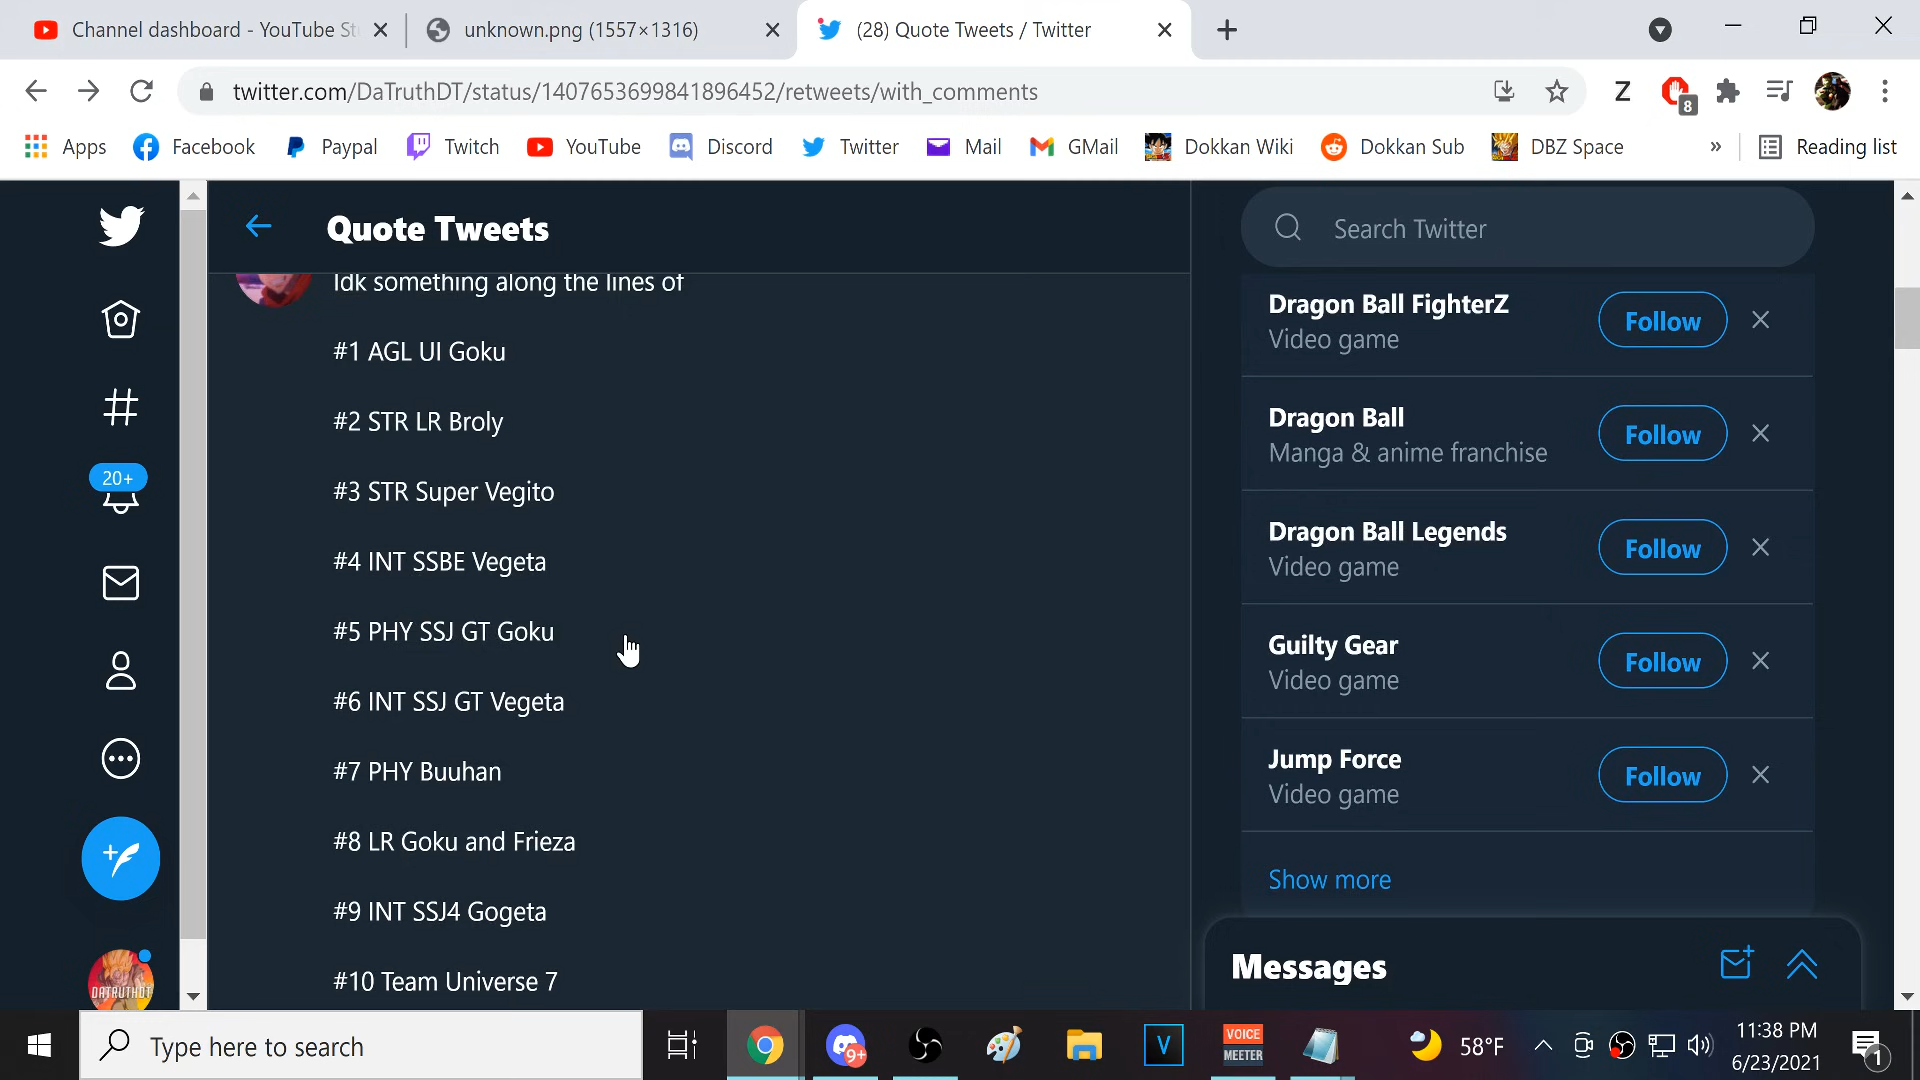 Channel dashboard - YouTube St
unknown.png (1557×1316)
(28) Quote Tweets / Twitter
twitter.com/DaTruthDT/status/1407653699841896452/retweets/with_comments
Z
8
Apps
Facebook
Paypal
Twitch
YouTube
Discord
Twitter
Mail
GMail
Dokkan Wiki
Dokkan Sub
DBZ Space
»
Reading list
Quote Tweets
Search Twitter
20+
Idk something along the lines of
#1 AGL UI Goku
#2 STR LR Broly
#3 STR Super Vegito
#4 INT SSBE Vegeta
#5 PHY SSJ GT Goku
#6 INT SSJ GT Vegeta
#7 PHY Buuhan
#8 LR Goku and Frieza
#9 INT SSJ4 Gogeta
#10 Team Universe 7
Dragon Ball FighterZ
Video game
Follow
Dragon Ball
Manga & anime franchise
Follow
Dragon Ball Legends
Video game
Follow
Guilty Gear
Video game
Follow
Jump Force
Video game
Follow
Show more
Messages
DATRUTHDT
Type here to search
9+
V
VOICE
MEETER
58°F
11:38 PM
6/23/2021
1